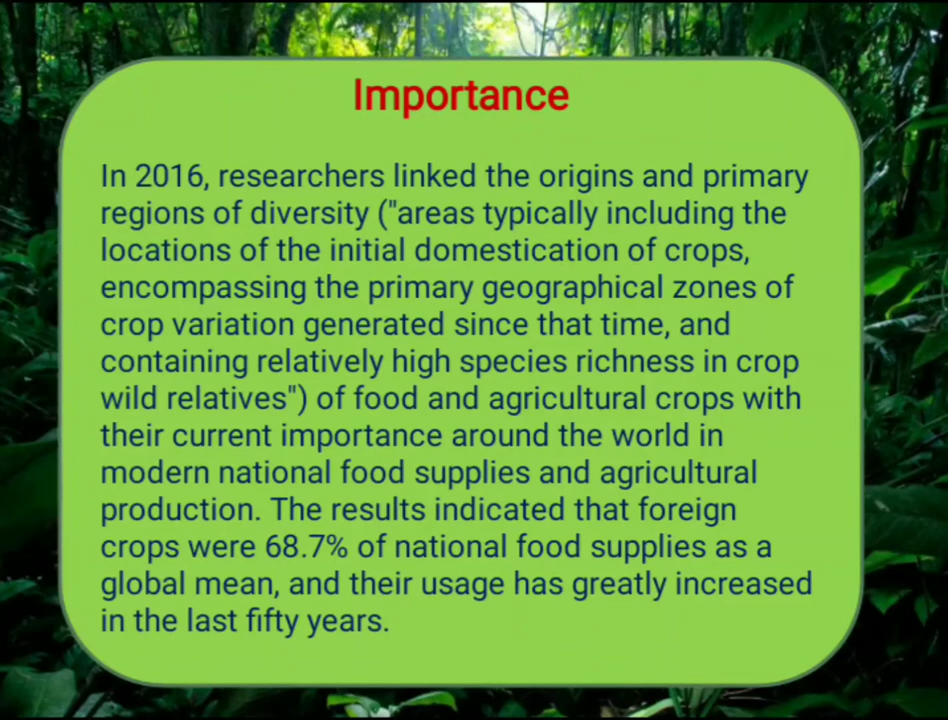 Importance
In 2016, researchers linked the origins and primary
regions of diversity ("areas typically including the
locations of the initial domestication of crops,
encompassing the primary geographical zones of
crop variation generated since that time, and
containing relatively high species richness in crop
wild relatives") of food and agricultural crops with
their current importance around the world in
modern national food supplies and agricultural
production. The results indicated that foreign
crops were 68.7% of national food supplies as a
global mean, and their usage has greatly increased
in the last fifty years.